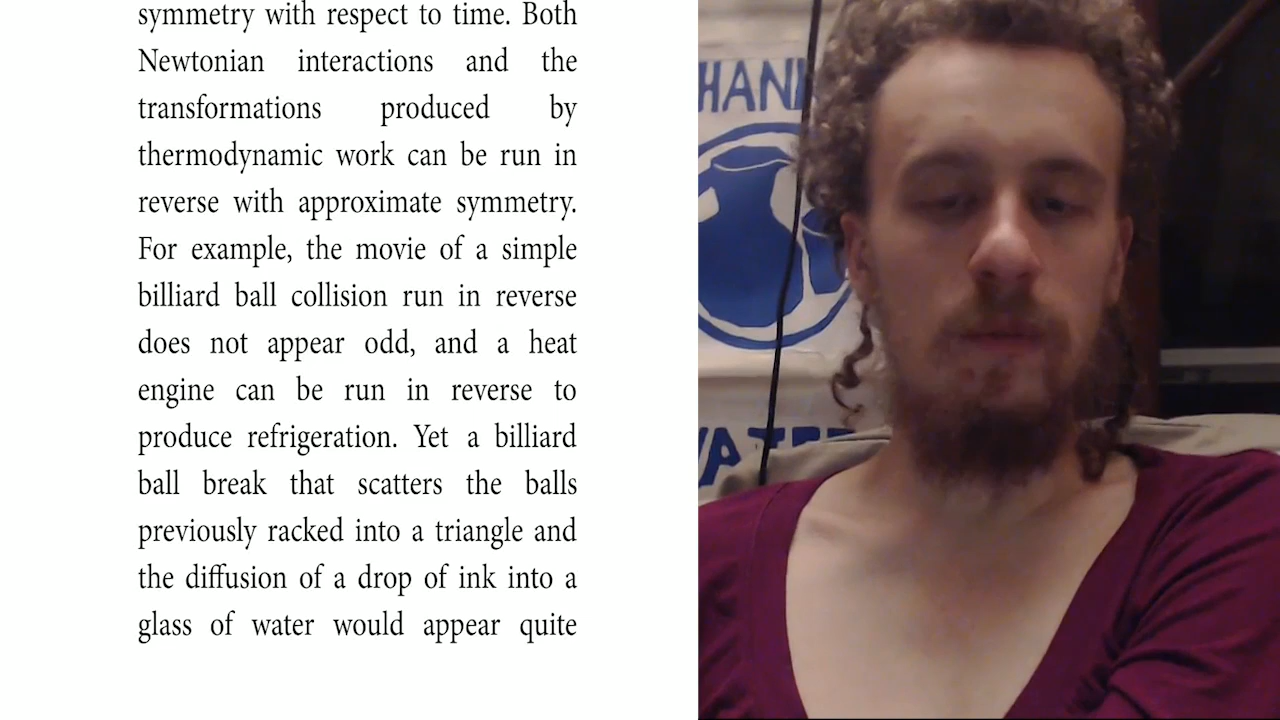 symmetry with respect to time. Both
Newtonian interactions and the
transformations produced by
thermodynamic work can be run in
reverse with approximate symmetry.
For example, the movie of a simple
billiard ball collision run in reverse
does not appear odd, and a heat
engine can be run in reverse to
produce refrigeration. Yet a billiard
ball break that scatters the balls
previously racked into a triangle and
the diffusion of a drop of ink into a
glass of water would appear quite
HAN